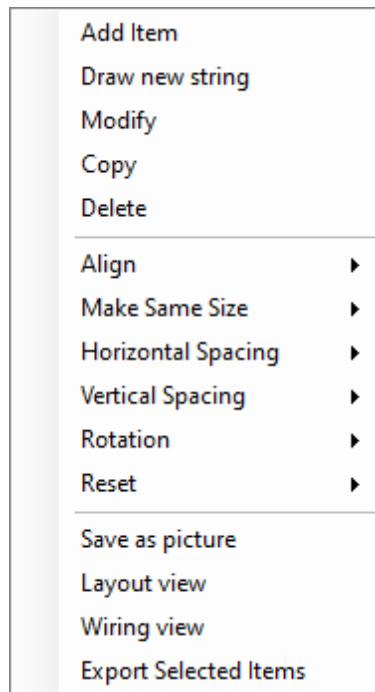 Add Item
Draw new string
Modify
Copy
Delete
Align
Make Same Size
Horizontal Spacing
Vertical Spacing
Rotation
Reset
Save as picture
Layout view
Wiring view
Export Selected Items